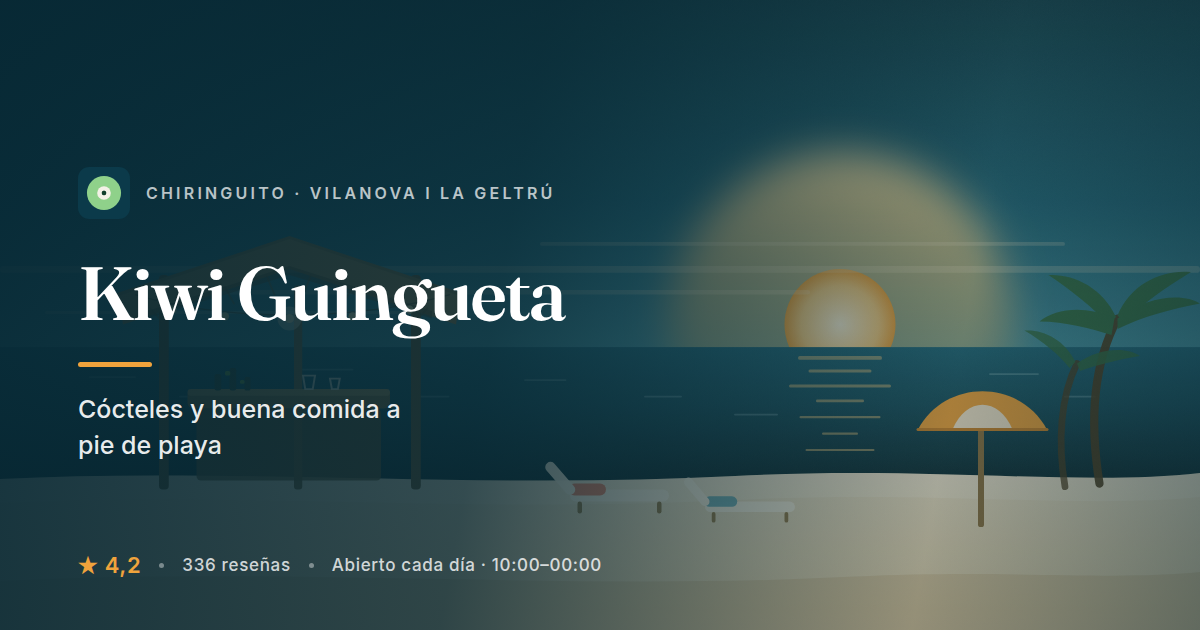 CHIRINGUITO · VILANOVA I LA GELTRÚ
Kiwi Guingueta
Cócteles y buena comida a
pie de playa
★ 4,2 • 336 reseñas • Abierto cada día · 10:00–00:00